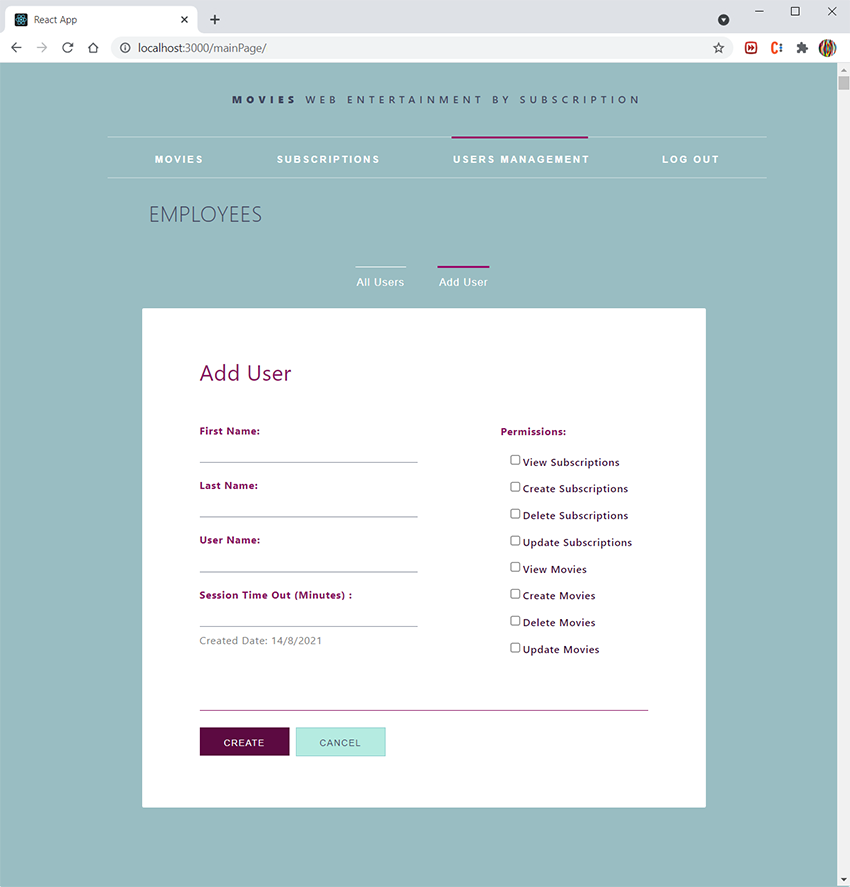 React App
localhost:3000/mainPage/
MOVIES WEB ENTERTAINMENT BY SUBSCRIPTION
MOVIES SUBSCRIPTIONS USERS MANAGEMENT LOG OUT
EMPLOYEES
All Users Add User
Add User
First Name:
Last Name:
User Name:
Session Time Out (Minutes) :
Created Date: 14/8/2021
Permissions:
View Subscriptions
Create Subscriptions
Delete Subscriptions
Update Subscriptions
View Movies
Create Movies
Delete Movies
Update Movies
CREATE CANCEL